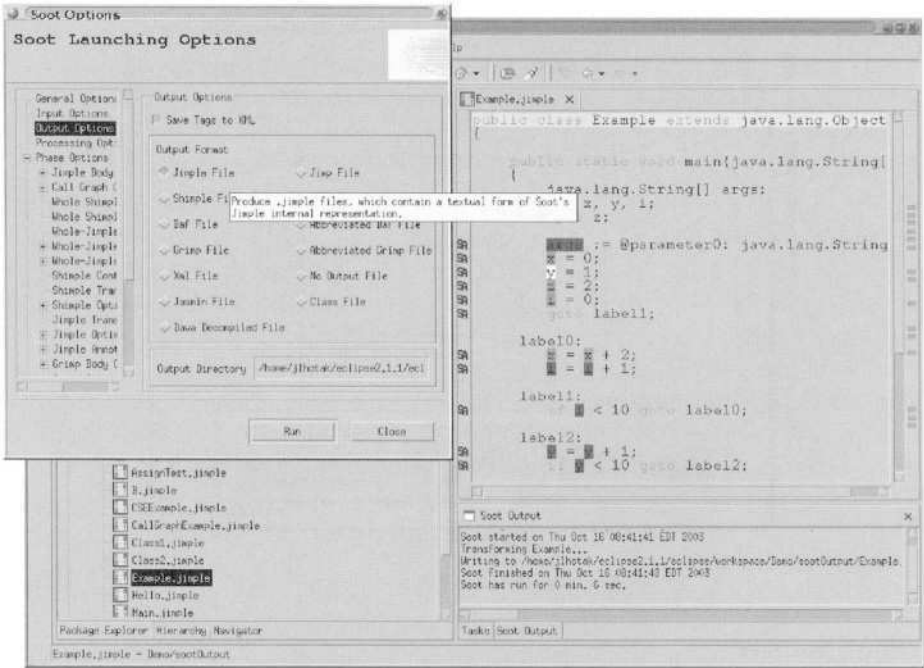 Soot Options
Soot Launching Options
General Option
Input Options
Output Options
Processing Opt
Phase Options
Jimple Body
Call Graph C
Whole Shimpl
Whole Shimpl
Whole-Jimple
Whole-Jimple
Whole-Jimple
Shimple Cont
Shimple Tran
Shimple Opti
Jimple Trans
Jimple Optim
Jimple Annot
Grimp Body C
Output Options
Save Tags to XML
Output Format
Jimple File
Jimp File
Shimple Fi
Produce .jimple files, which contain a textual form of Soot's
Jimple internal representation.
Baf File
Abbreviated Baf File
Grimp File
Abbreviated Grimp File
Xml File
No Output File
Jasmin File
Class File
Dava Decompiled File
Output Directory /home/jlhotak/eclipse2.1.1/ecl
Run
Close
lp
Example.jimple
public class Example extends java.lang.Object
{
public static void main(java.lang.String[
{
java.lang.String[] args;
z, y, i;
z;
args := @parameter0: java.lang.String
x = 0;
y = 1;
z = 2;
i = 0;
goto label1;
label0:
= + 2;
= + 1;
label1:
if i < 10 goto label0;
label2:
y = y + 1;
if y < 10 goto label2;
AssignTest.jimple
B.jimple
CSEExample.jimple
CallGraphExample.jimple
Class1.jimple
Class2.jimple
Example.jimple
Hello.jimple
Main.jimple
Package Explorer Hierarchy Navigator
Soot Output
Soot started on Thu Oct 16 08:41:41 EDT 2003
Transforming Example...
Writing to /home/jlhotak/eclipse2.1.1/eclipse/workspace/Demo/sootOutput/Example.
Soot finished on Thu Oct 16 08:41:48 EDT 2003
Soot has run for 0 min. 6 sec.
Tasks Soot Output
Example.jimple - Demo/sootOutput